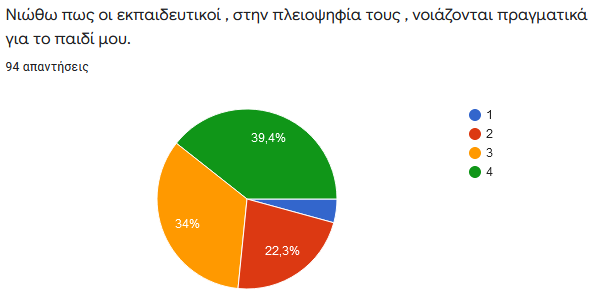 Νιώθω πως οι εκπαιδευτικοί , στην πλειοψηφία τους , νοιάζονται πραγματικά
για το παιδί μου.
94 απαντήσεις
39,4%
34%
22,3%
1
2
3
4